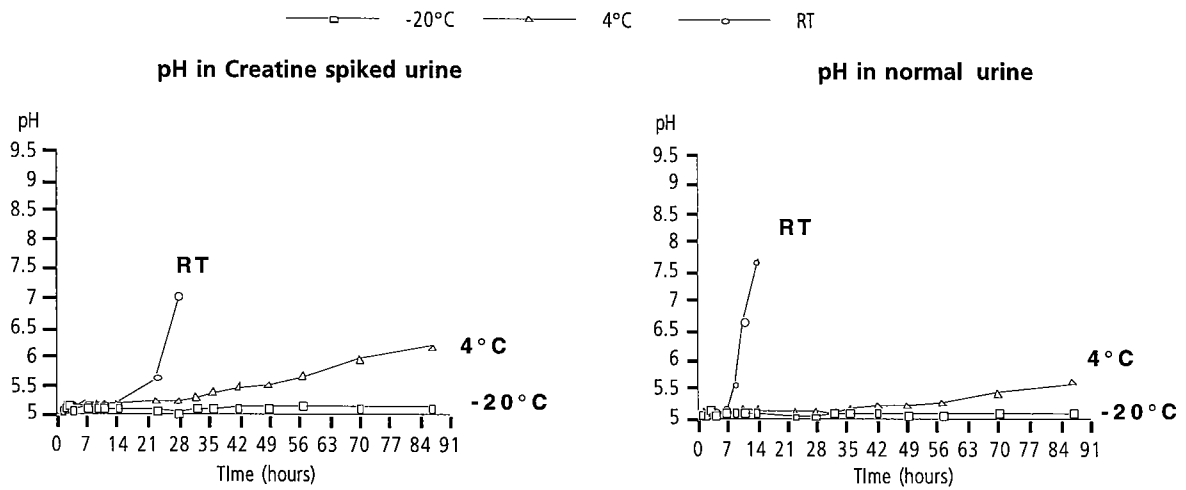 -20°C 4°C RT
pH in Creatine spiked urine
pH
9.5
9
8.5
8
7.5
7
6.5
6
5.5
5
RT
4°C
-20°C
0 7 14 21 28 35 42 49 56 63 70 77 84 91
TIme (hours)
pH in normal urine
pH
9.5
9
8.5
8
7.5
7
6.5
6
5.5
5
RT
4°C
-20°C
0 7 14 21 28 35 42 49 56 63 70 77 84 91
TIme (hours)